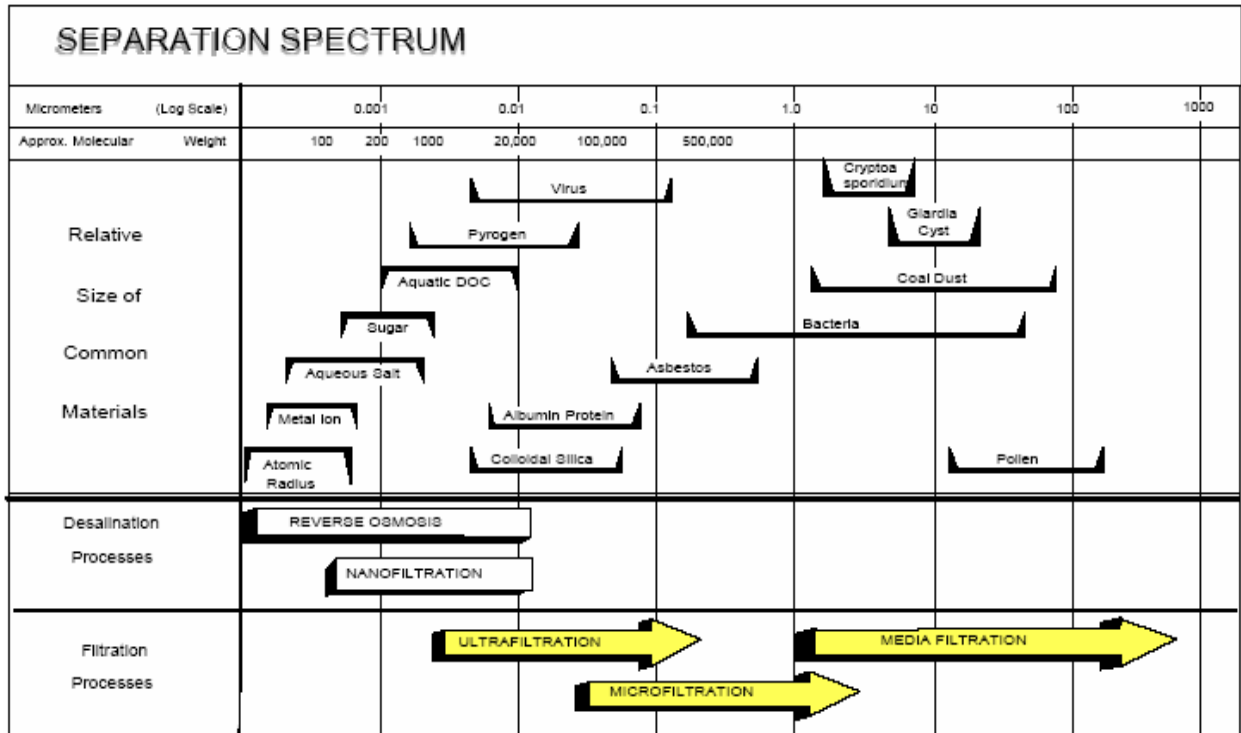 SEPARATION SPECTRUM
Micrometers (Log Scale) 0.001 0.01 0.1 1.0 10 100 1000
Approx. Molecular Weight 100 200 1000 20,000 100,000 500,000
Relative
Size of
Common
Materials
Cryptoa
sporidium
Virus
Giardia
Cyst
Pyrogen
Aquatic DOC
Coal Dust
Sugar
Bacteria
Aqueous Salt
Asbestos
Metal Ion
Albumin Protein
Atomic
Radius
Colloidal Silica
Pollen
Desalination
Processes
REVERSE OSMOSIS
NANOFILTRATION
Filtration
Processes
ULTRAFILTRATION
MEDIA FILTRATION
MICROFILTRATION